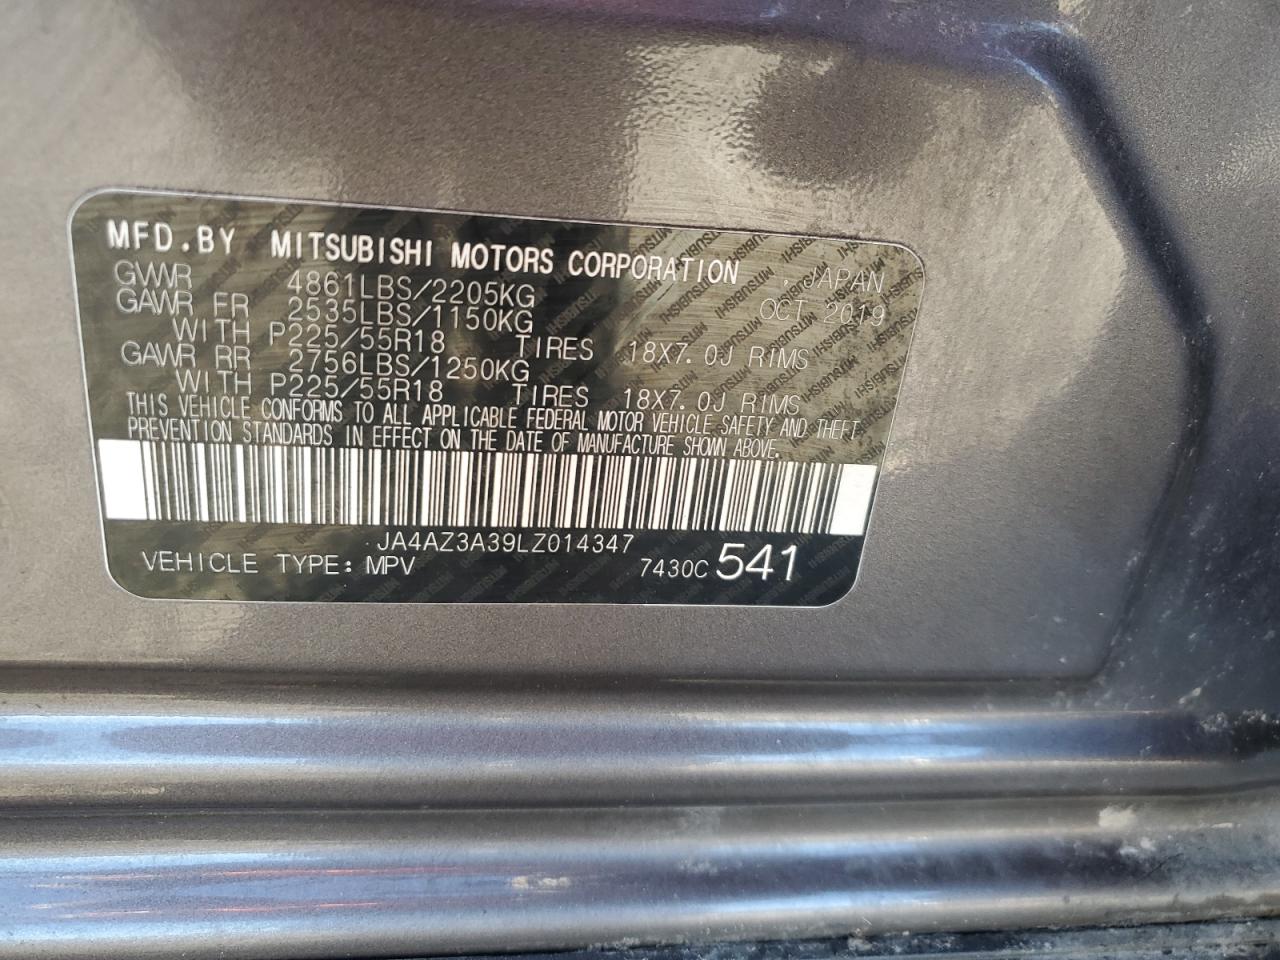 MFD.BY MITSUBISHI MOTORS CORPORATION, JAPAN
GVWR 4861LBS/2205KG OCT 2019
GAWR FR 2535LBS/1150KG
WITH P225/55R18 TIRES 18X7.0J RIMS
GAWR RR 2756LBS/1250KG
WITH P225/55R18 TIRES 18X7.0J RIMS
THIS VEHICLE CONFORMS TO ALL APPLICABLE FEDERAL MOTOR VEHICLE SAFETY AND THEFT
PREVENTION STANDARDS IN EFFECT ON THE DATE OF MANUFACTURE SHOWN ABOVE.
JA4AZ3A39LZ014347
VEHICLE TYPE: MPV 7430C 541